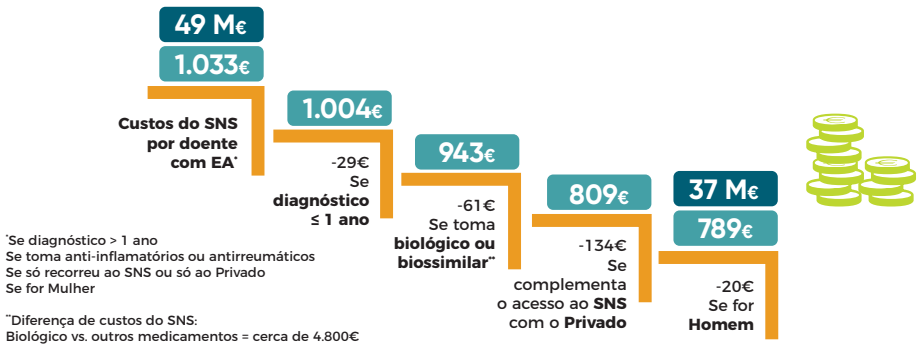 49 M€
1.033€
Custos do SNS
por doente
com EA*
1.004€
-29€
Se
diagnóstico
≤ 1 ano
943€
-61€
Se toma
biológico ou
biossimilar**
809€
-134€
Se
complementa
o acesso ao SNS
com o Privado
37 M€
789€
-20€
Se for
Homem
*Se diagnóstico > 1 ano
Se toma anti-inflamatórios ou antirreumáticos
Se só recorreu ao SNS ou só ao Privado
Se for Mulher
**Diferença de custos do SNS:
Biológico vs. outros medicamentos = cerca de 4.800€
€
€